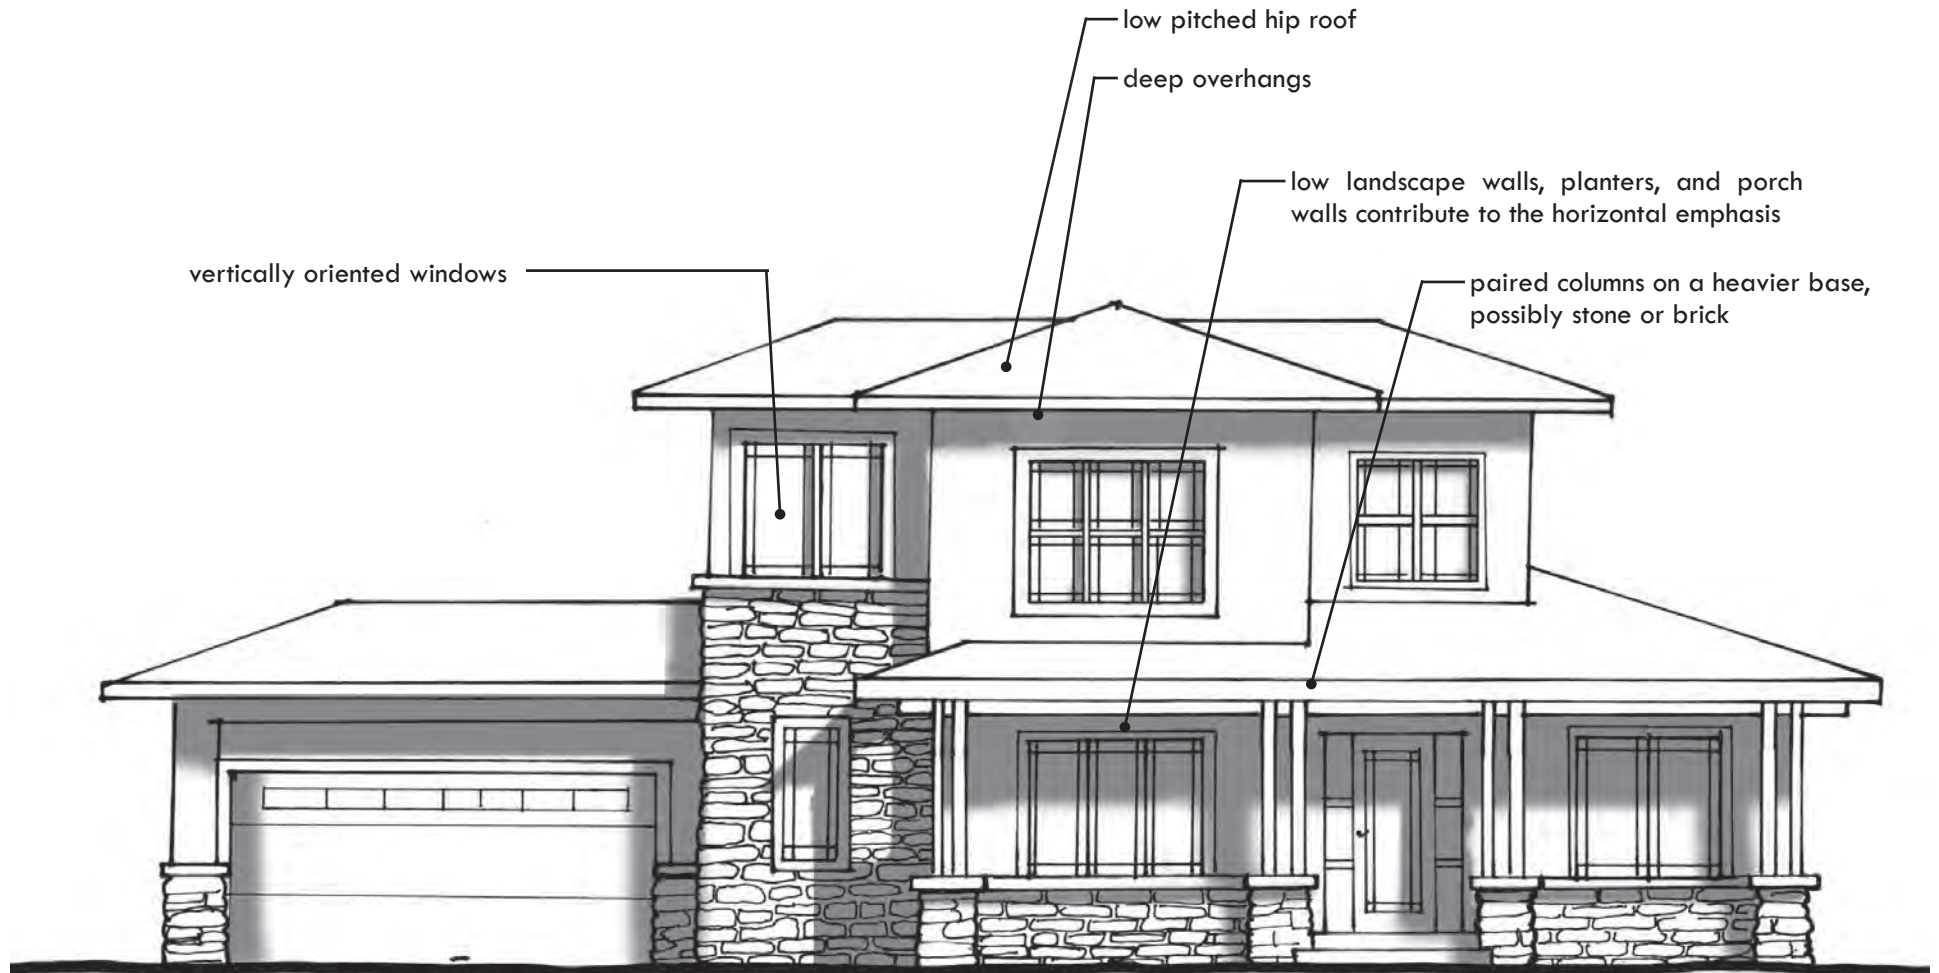 low pitched hip roof
deep overhangs
low landscape walls, planters, and porch
walls contribute to the horizontal emphasis
vertically oriented windows
paired columns on a heavier base,
possibly stone or brick